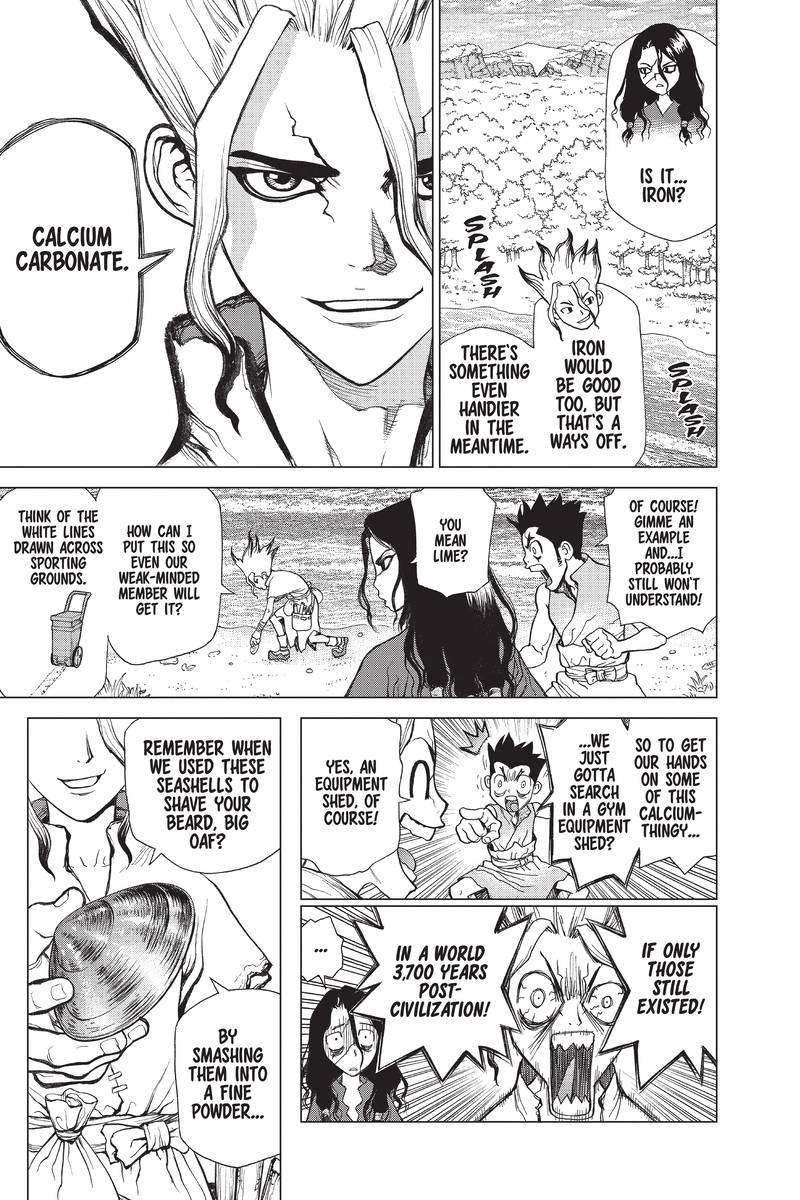 IS IT...
IRON?
SPLASH
IRON
WOULD
BE GOOD
TOO, BUT
THAT'S A
WAYS OFF.
THERE'S
SOMETHING
EVEN
HANDIER
IN THE
MEANTIME.
SPLASH
CALCIUM
CARBONATE.
OF COURSE!
GIMME AN
EXAMPLE
AND...I
PROBABLY
STILL WON'T
UNDERSTAND!
YOU
MEAN
LIME?
HOW CAN I
PUT THIS SO
EVEN OUR
WEAK-MINDED
MEMBER WILL
GET IT?
THINK OF THE
WHITE LINES
DRAWN ACROSS
SPORTING
GROUNDS.
SO TO GET
OUR HANDS
ON SOME
OF THIS
CALCIUM-
THINGY...
...WE
JUST
GOTTA
SEARCH
IN A GYM
EQUIPMENT
SHED?
YES, AN
EQUIPMENT
SHED, OF
COURSE!
IF ONLY
THOSE
STILL
EXISTED!
IN A WORLD
3,700 YEARS
POST-
CIVILIZATION!
...
REMEMBER WHEN
WE USED THESE
SEASHELLS TO
SHAVE YOUR
BEARD, BIG
OAF?
BY
SMASHING
THEM INTO
A FINE
POWDER...